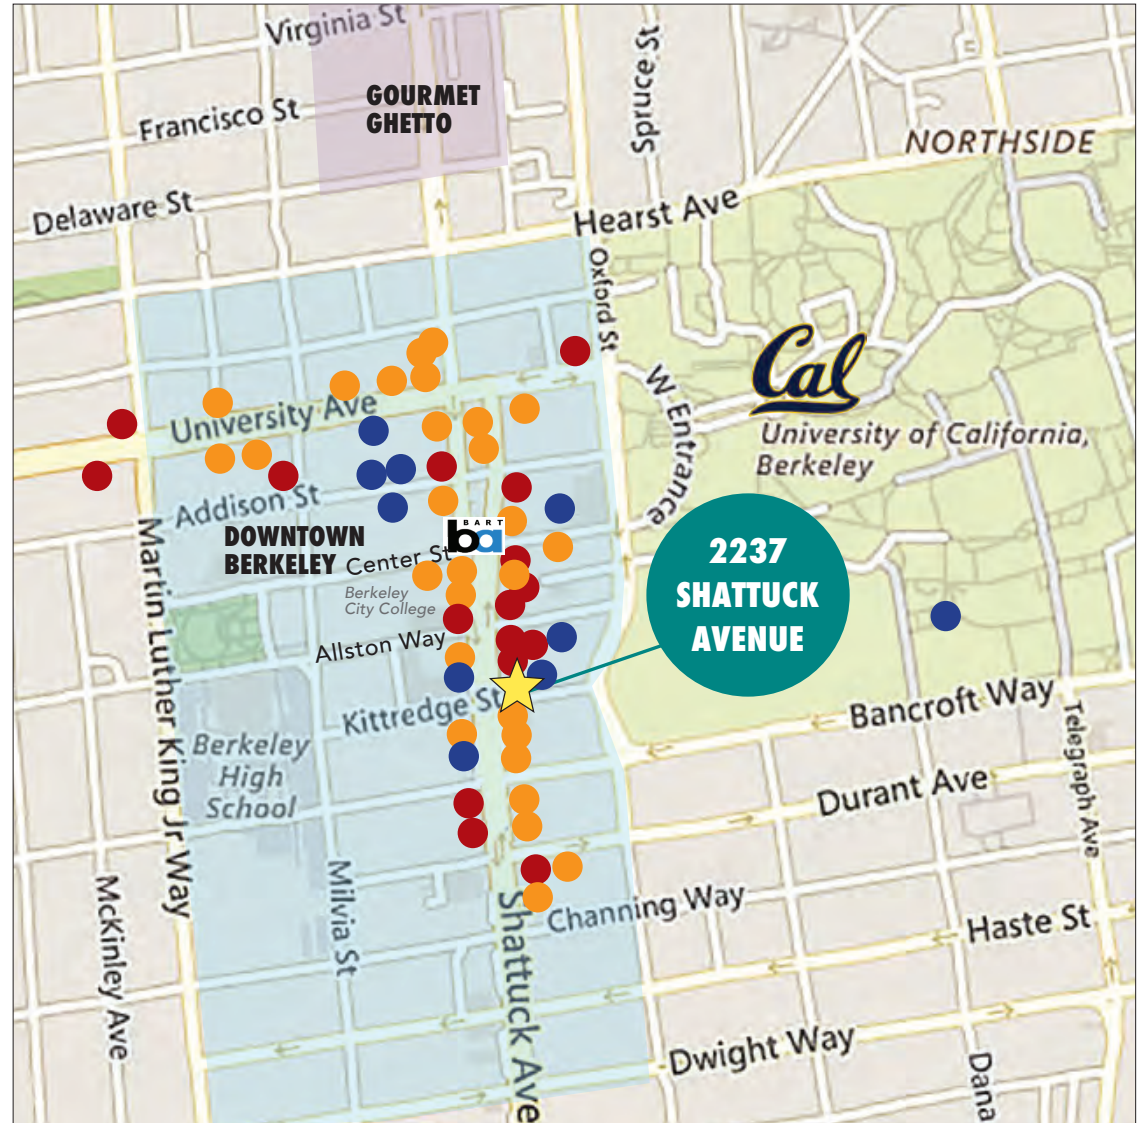 Virginia St
GOURMET
GHETTO
Spruce St
Francisco St
NORTHSIDE
Delaware St
Hearst Ave
Oxford St
Cal
W Entrance
University Ave
University of California,
Berkeley
Addison St
BART
ba
DOWNTOWN
BERKELEY
Center St
2237
SHATTUCK
AVENUE
Berkeley
City College
Martin Luther King Jr Way
Allston Way
Kittredge St
Bancroft Way
Telegraph Ave
Berkeley
High
School
Durant Ave
Milvia St
McKinley Ave
Channing Way
Shattuck Ave
Haste St
Dwight Way
Dana